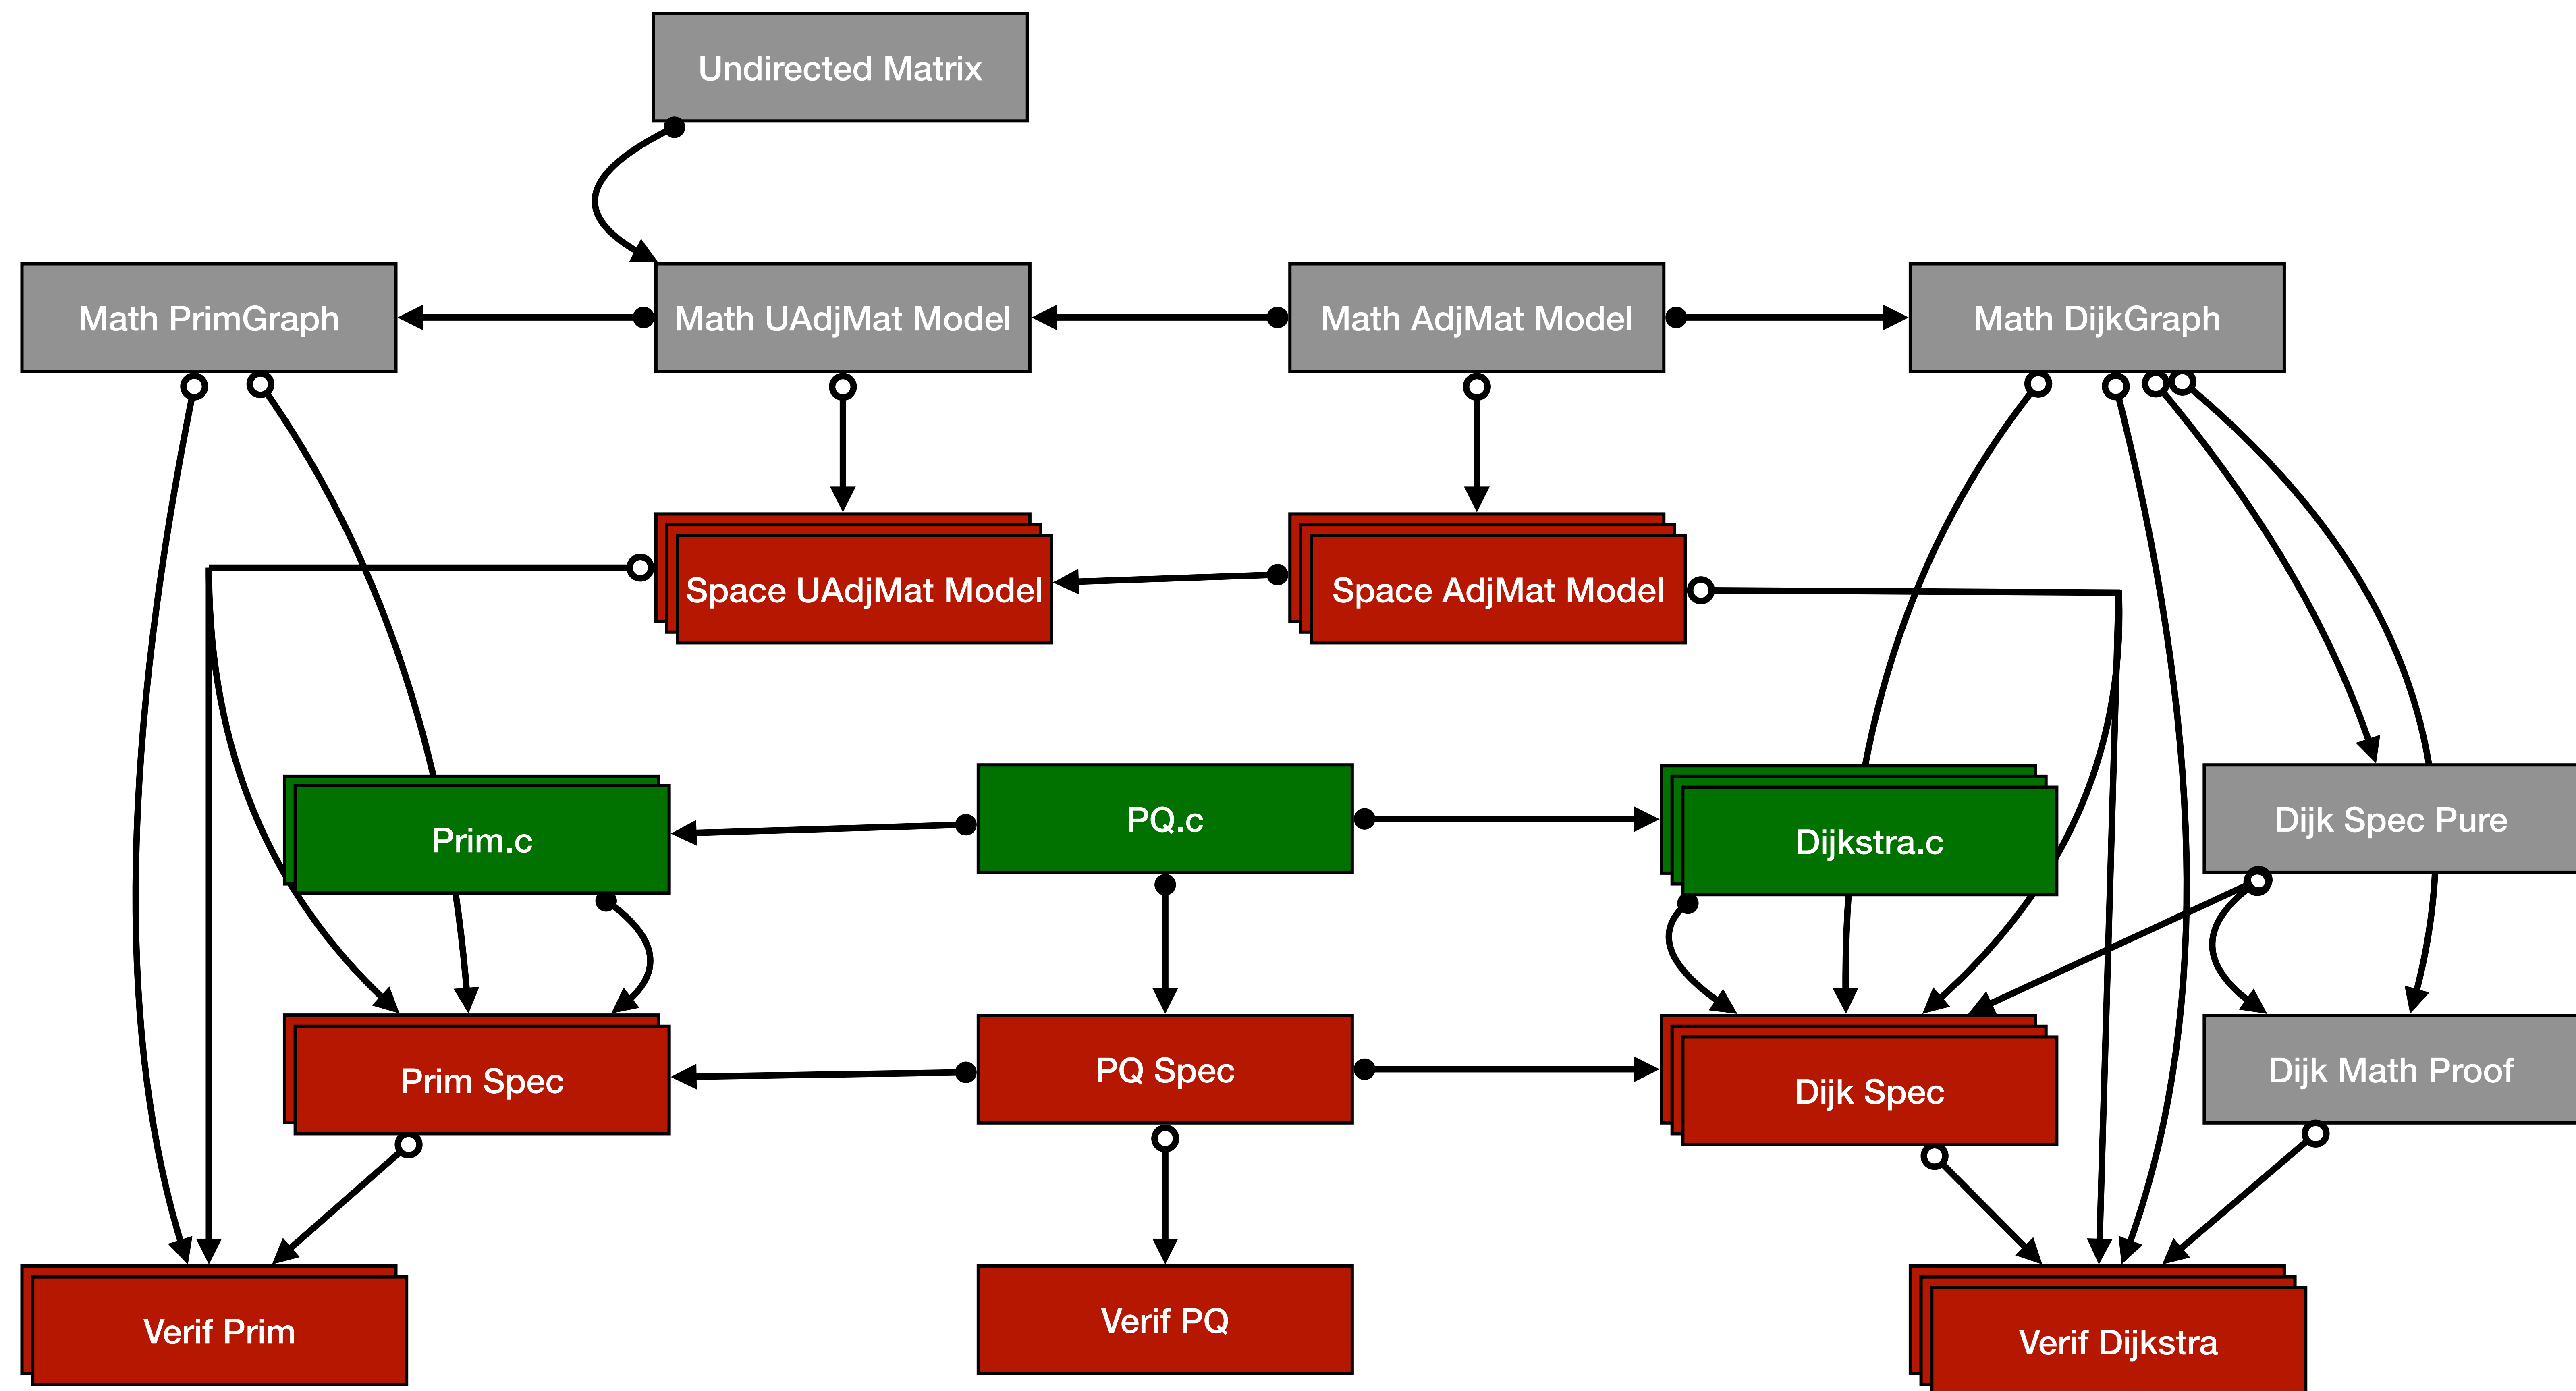 Undirected Matrix
Math PrimGraph
Math UAdjMat Model
Math AdjMat Model
Math DijkGraph
Space UAdjMat Model
Space AdjMat Model
Prim.c
PQ.c
Dijkstra.c
Dijk Spec Pure
Prim Spec
PQ Spec
Dijk Spec
Dijk Math Proof
Verif Prim
Verif PQ
Verif Dijkstra